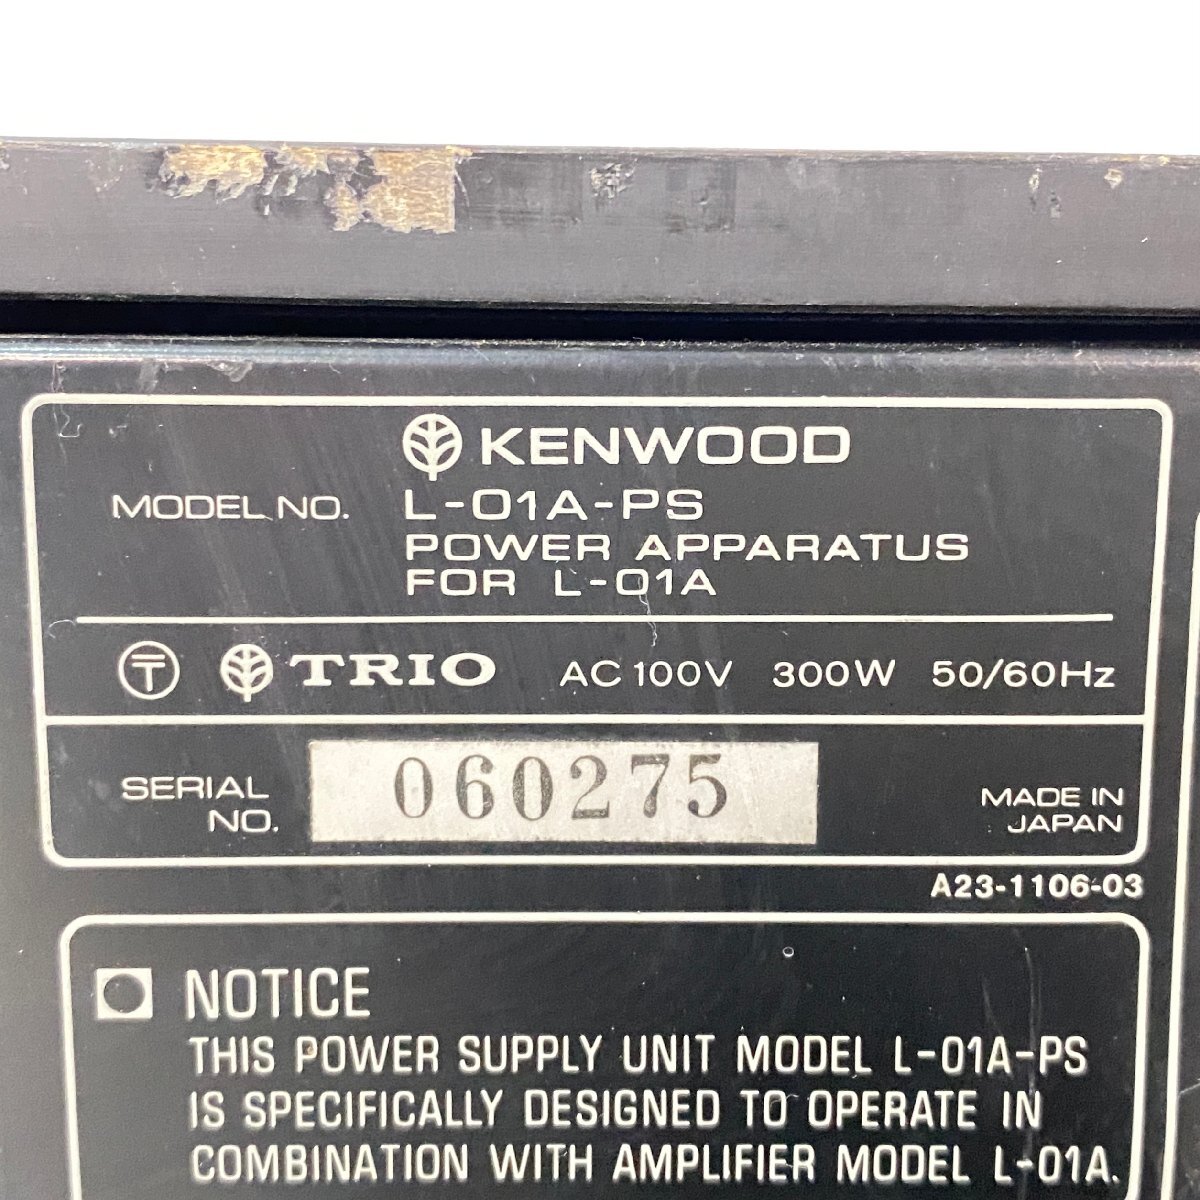 KENWOOD
MODEL NO. L-01A-PS
POWER APPARATUS
FOR L-01A
〒 TRIO AC 100V 300W 50/60Hz
SERIAL NO. 060275
MADE IN JAPAN
A23-1106-03
NOTICE
THIS POWER SUPPLY UNIT MODEL L-01A-PS
IS SPECIFICALLY DESIGNED TO OPERATE IN
COMBINATION WITH AMPLIFIER MODEL L-01A.